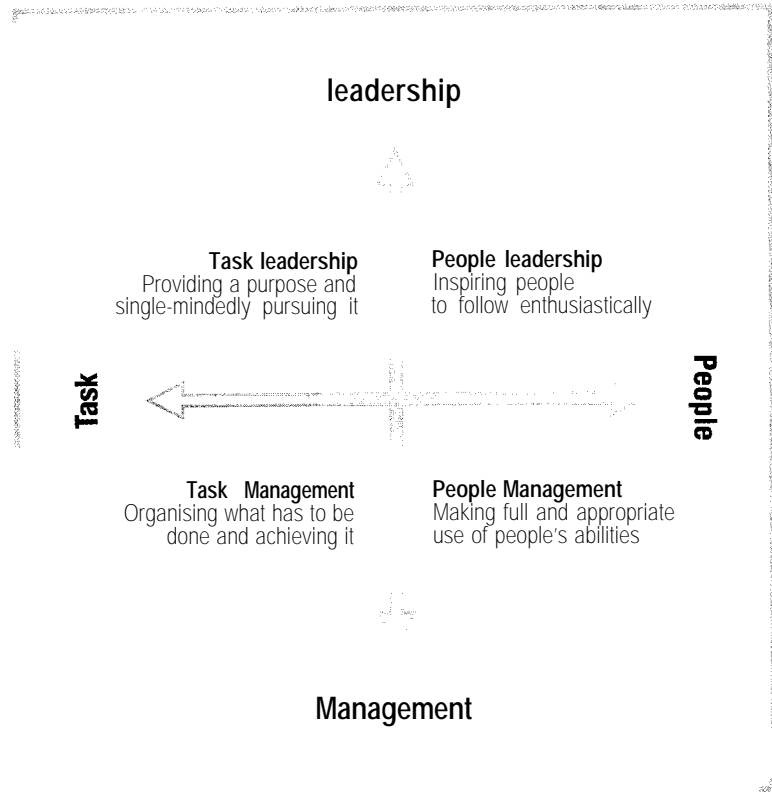 leadership
Task leadership
Providing a purpose and
single-mindedly pursuing it
People leadership
Inspiring people
to follow enthusiastically
Task
People
Task Management
Organising what has to be
done and achieving it
People Management
Making full and appropriate
use of people's abilities
Management